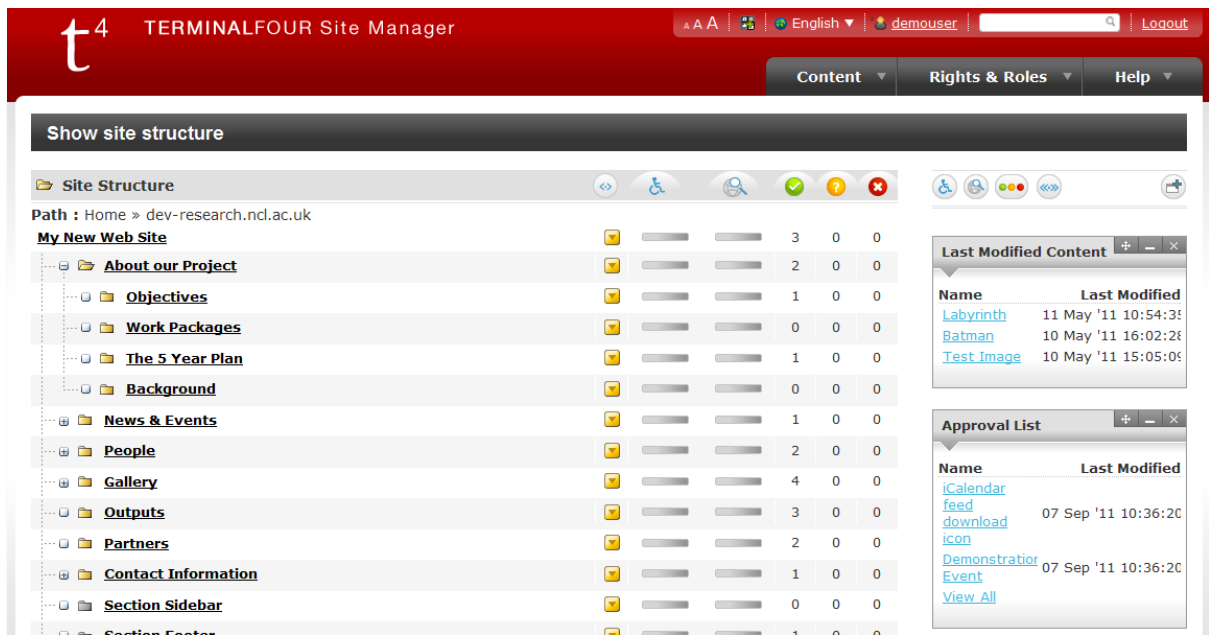 t4 TERMINALFOUR Site Manager
A A A English ▼ demouser Logout
Content Rights & Roles Help
Show site structure
Site Structure
Path : Home » dev-research.ncl.ac.uk
My New Web Site 3 0 0
About our Project 2 0 0
Objectives 1 0 0
Work Packages 0 0 0
The 5 Year Plan 1 0 0
Background 0 0 0
News & Events 1 0 0
People 2 0 0
Gallery 4 0 0
Outputs 3 0 0
Partners 2 0 0
Contact Information 1 0 0
Section Sidebar 0 0 0
Section Footer 1 0 0
Last Modified Content
Name Last Modified
Labyrinth 11 May '11 10:54:35
Batman 10 May '11 16:02:28
Test Image 10 May '11 15:05:09
Approval List
Name Last Modified
iCalendar
feed
download
icon
07 Sep '11 10:36:20
Demonstration
Event
07 Sep '11 10:36:20
View All